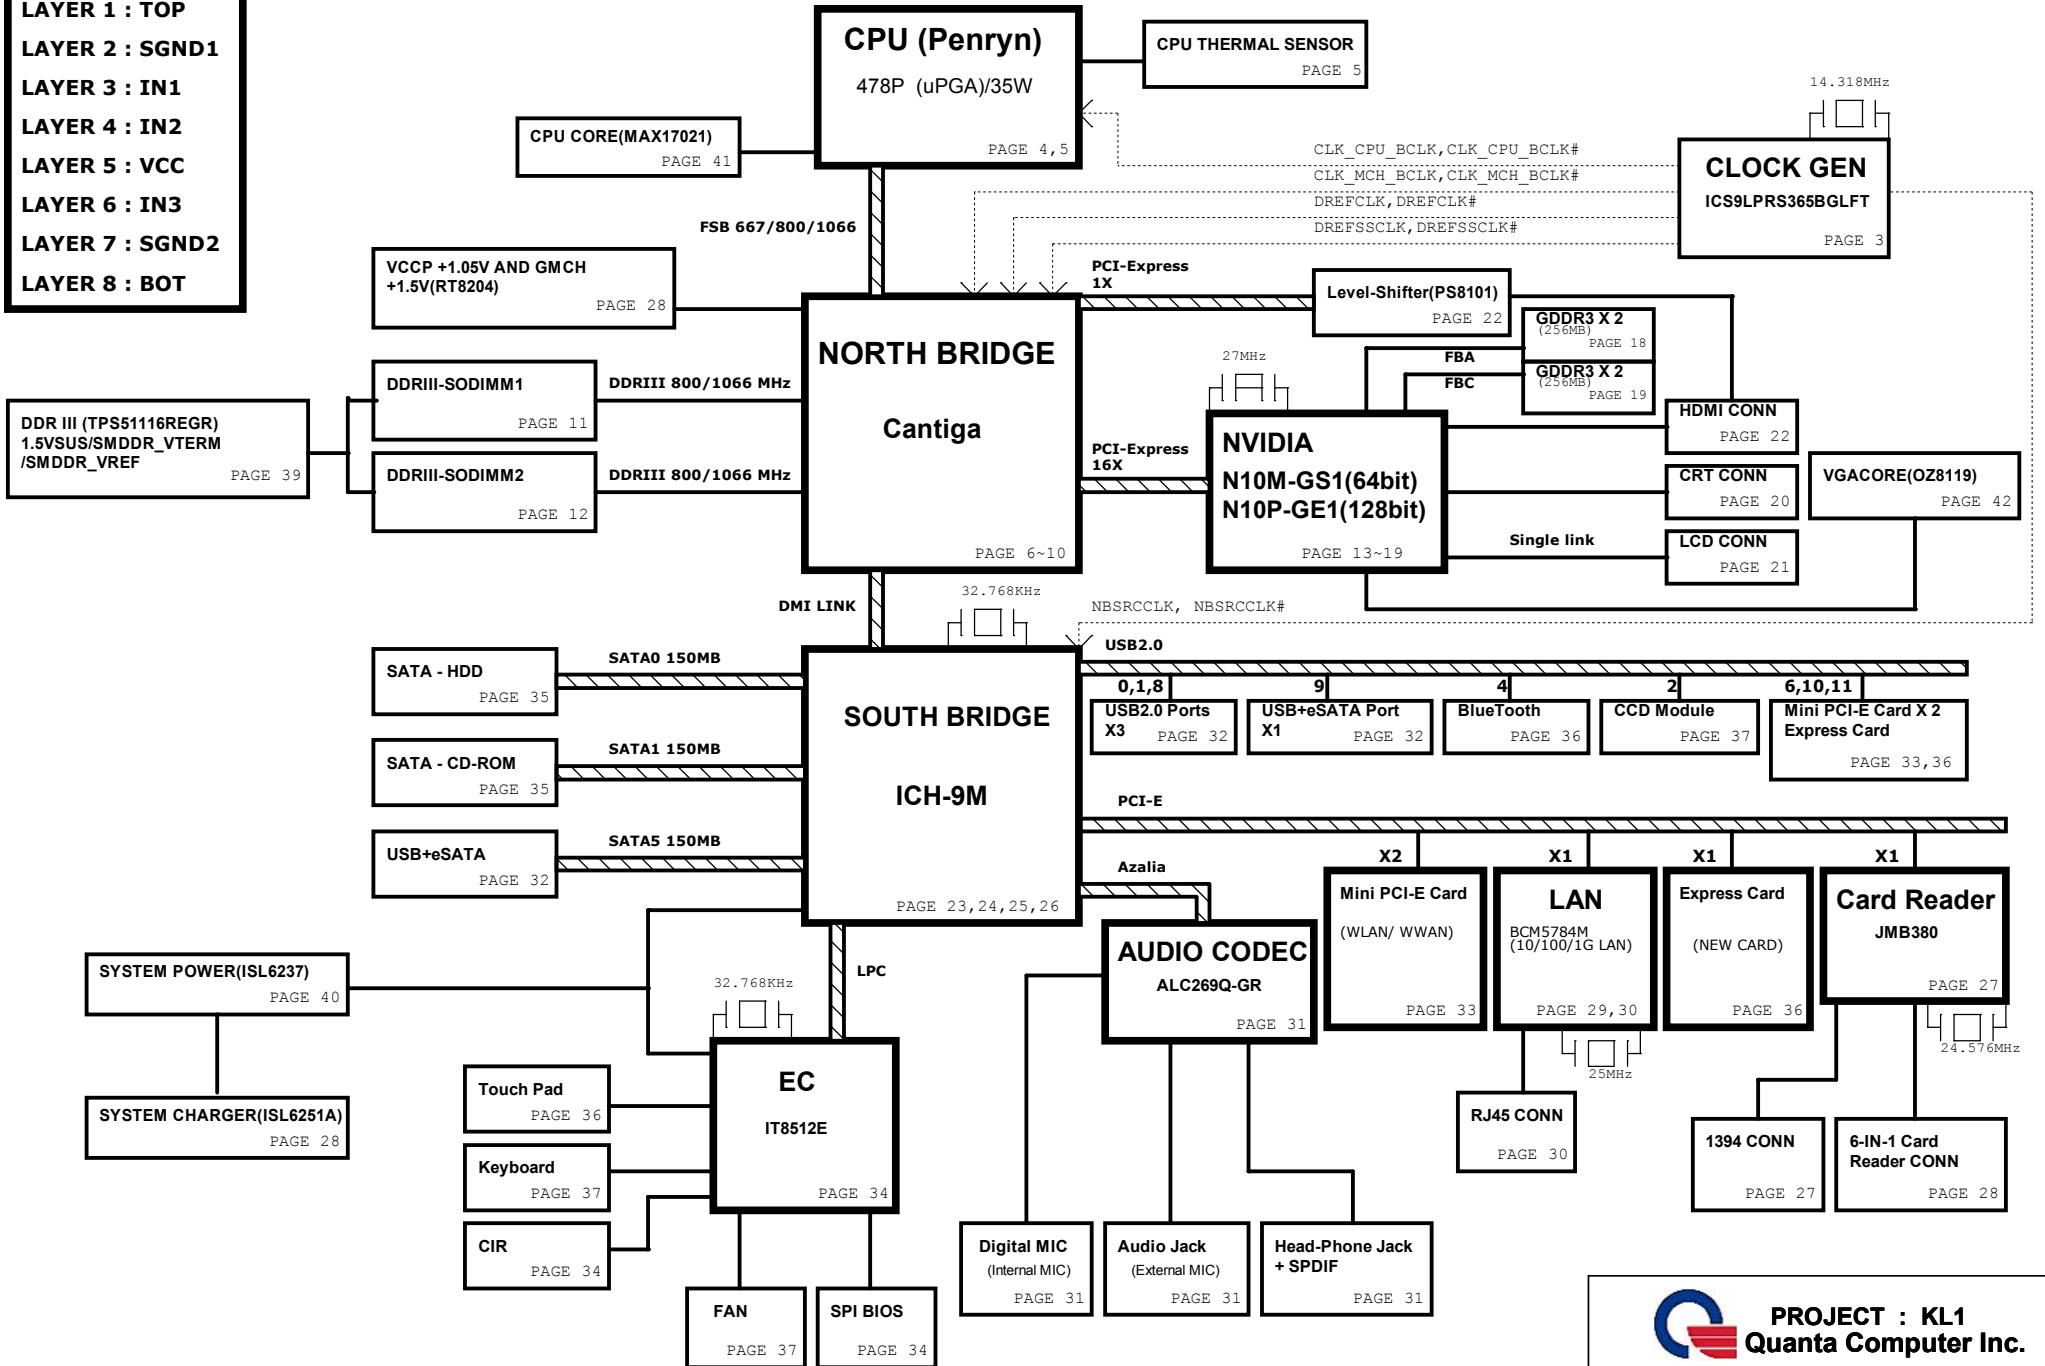 LAYER 1 : TOP
LAYER 2 : SGND1
LAYER 3 : IN1
LAYER 4 : IN2
LAYER 5 : VCC
LAYER 6 : IN3
LAYER 7 : SGND2
LAYER 8 : BOT
CPU (Penryn)
478P (uPGA)/35W
PAGE 4,5
CPU THERMAL SENSOR
PAGE 5
CPU CORE(MAX17021)
PAGE 41
14.318MHz
CLOCK GEN
ICS9LPRS365BGLFT
PAGE 3
CLK_CPU_BCLK,CLK_CPU_BCLK#
CLK_MCH_BCLK,CLK_MCH_BCLK#
DREFCLK,DREFCLK#
DREFSSCLK,DREFSSCLK#
FSB 667/800/1066
VCCP +1.05V AND GMCH
+1.5V(RT8204)
PAGE 28
NORTH BRIDGE
Cantiga
PAGE 6~10
PCI-Express
1X
Level-Shifter(PS8101)
PAGE 22
GDDR3 X 2
(256MB)
PAGE 18
GDDR3 X 2
(256MB)
PAGE 19
FBA
FBC
27MHz
DDR III (TPS51116REGR)
1.5VSUS/SMDDR_VTERM
/SMDDR_VREF
PAGE 39
DDRIII-SODIMM1
PAGE 11
DDRIII 800/1066 MHz
DDRIII-SODIMM2
PAGE 12
DDRIII 800/1066 MHz
PCI-Express
16X
NVIDIA
N10M-GS1(64bit)
N10P-GE1(128bit)
PAGE 13~19
HDMI CONN
PAGE 22
CRT CONN
PAGE 20
Single link
LCD CONN
PAGE 21
VGACORE(OZ8119)
PAGE 42
DMI LINK
32.768KHz
NBSRCCLK, NBSRCCLK#
SATA - HDD
PAGE 35
SATA0 150MB
SATA - CD-ROM
PAGE 35
SATA1 150MB
USB+eSATA
PAGE 32
SATA5 150MB
SOUTH BRIDGE
ICH-9M
PAGE 23,24,25,26
USB2.0
0,1,8
9
4
2
6,10,11
USB2.0 Ports
X3
PAGE 32
USB+eSATA Port
X1
PAGE 32
BlueTooth
PAGE 36
CCD Module
PAGE 37
Mini PCI-E Card X 2
Express Card
PAGE 33,36
PCI-E
X2
X1
X1
X1
Azalia
Mini PCI-E Card
(WLAN/ WWAN)
PAGE 33
LAN
BCM5784M
(10/100/1G LAN)
PAGE 29,30
Express Card
(NEW CARD)
PAGE 36
Card Reader
JMB380
PAGE 27
24.576MHz
25MHz
AUDIO CODEC
ALC269Q-GR
PAGE 31
SYSTEM POWER(ISL6237)
PAGE 40
SYSTEM CHARGER(ISL6251A)
PAGE 28
LPC
32.768KHz
EC
IT8512E
PAGE 34
Touch Pad
PAGE 36
Keyboard
PAGE 37
CIR
PAGE 34
FAN
PAGE 37
SPI BIOS
PAGE 34
Digital MIC
(Internal MIC)
PAGE 31
Audio Jack
(External MIC)
PAGE 31
Head-Phone Jack
+ SPDIF
PAGE 31
RJ45 CONN
PAGE 30
1394 CONN
PAGE 27
6-IN-1 Card
Reader CONN
PAGE 28
PROJECT : KL1
Quanta Computer Inc.